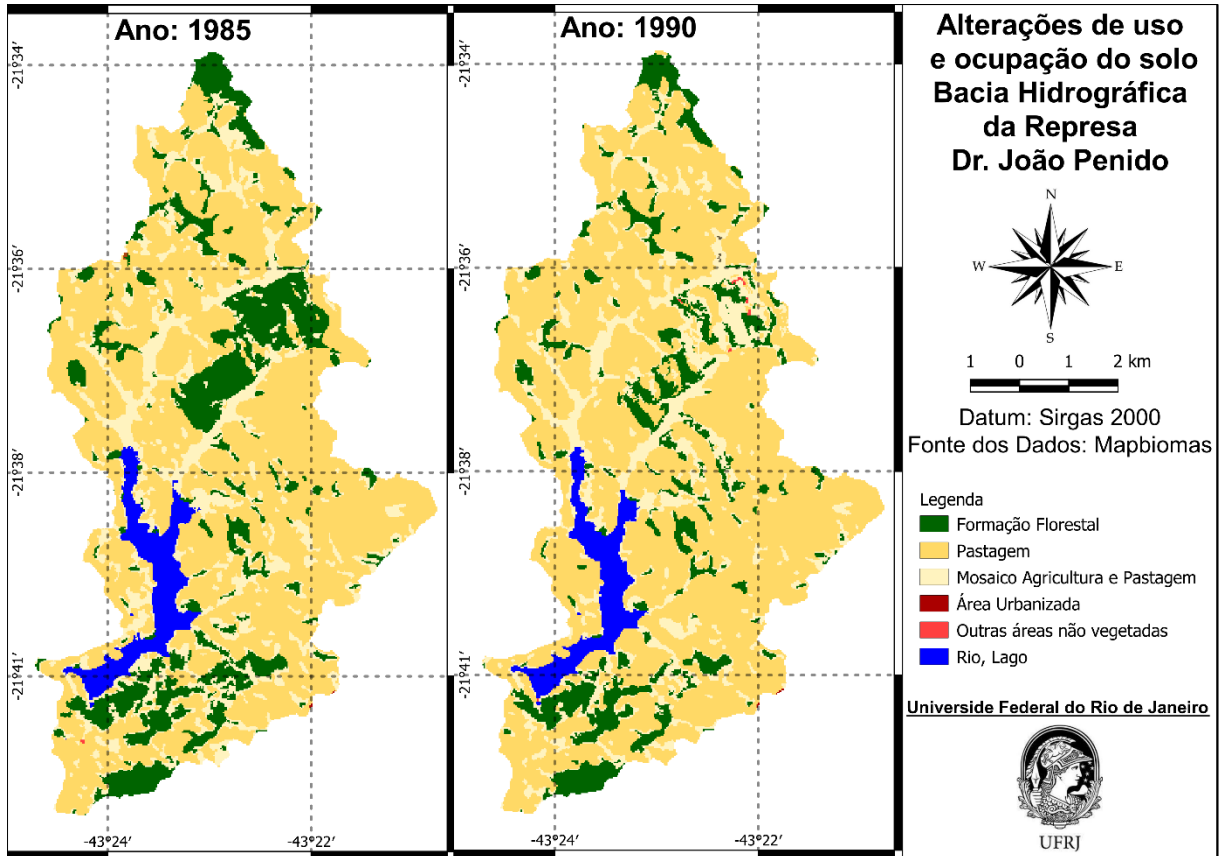 Ano: 1985
-21°34′
-21°36′
-21°38′
-21°41′
-43°24′
-43°22′
Ano: 1990
-21°34′
-21°36′
-21°38′
-21°41′
-43°24′
-43°22′
Alterações de uso
e ocupação do solo
Bacia Hidrográfica
da Represa
Dr. João Penido
N
W
E
S
1 0 1 2 km
Datum: Sirgas 2000
Fonte dos Dados: Mapbiomas
Legenda
Formação Florestal
Pastagem
Mosaico Agricultura e Pastagem
Área Urbanizada
Outras áreas não vegetadas
Rio, Lago
Universide Federal do Rio de Janeiro
UFRJ